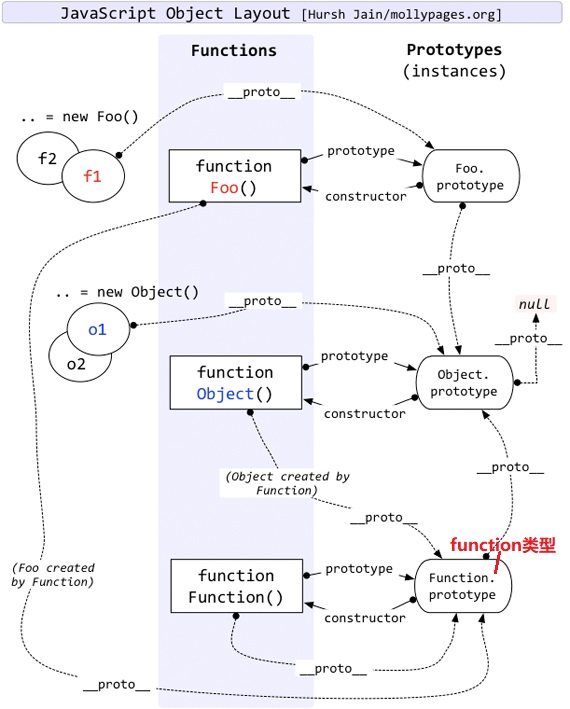 JavaScript Object Layout [Hursh Jain/mollypages.org]
Functions
Prototypes
(instances)
__proto__
.. = new Foo()
f2
f1
function
Foo()
prototype
constructor
Foo.
prototype
__proto__
.. = new Object()
__proto__
null
__proto__
o1
o2
function
Object()
prototype
constructor
Object.
prototype
(Object created by
Function)
__proto__
__proto__
function类型
(Foo created
by Function)
function
Function()
prototype
constructor
Function.
prototype
__proto__
__proto__